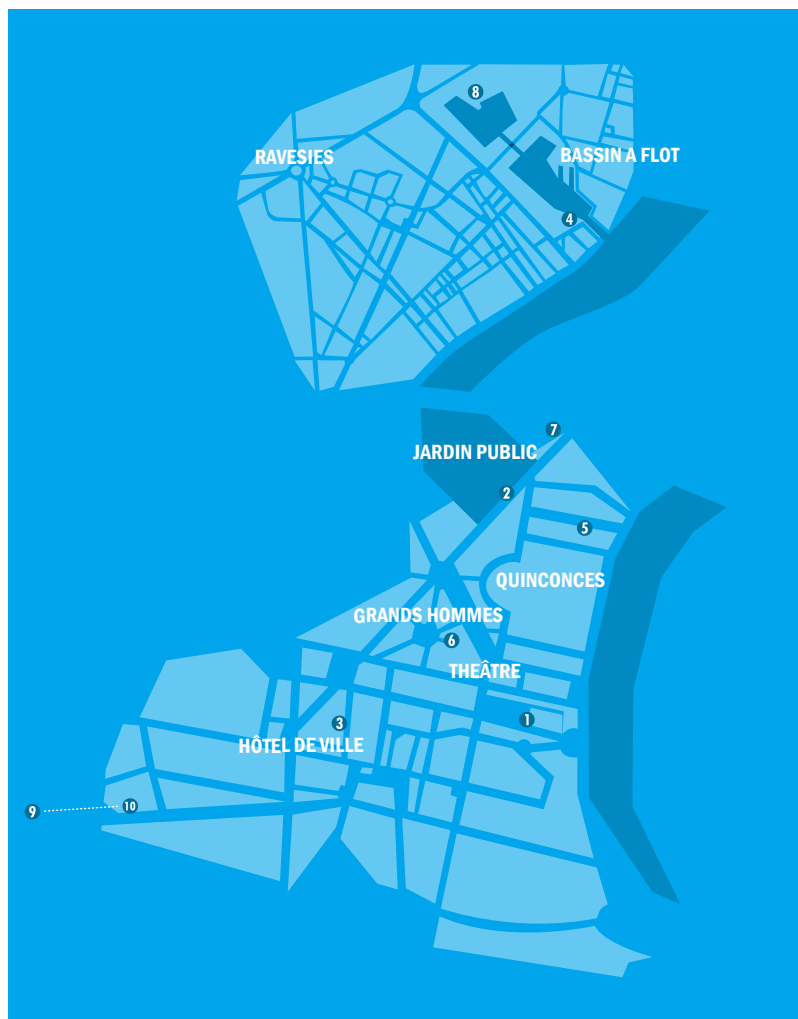 8
RAVESIES
BASSIN A FLOT
4
7
JARDIN PUBLIC
2
5
QUINCONCES
GRANDS HOMMES
6
THEÂTRE
1
3
HÔTEL DE VILLE
9
10